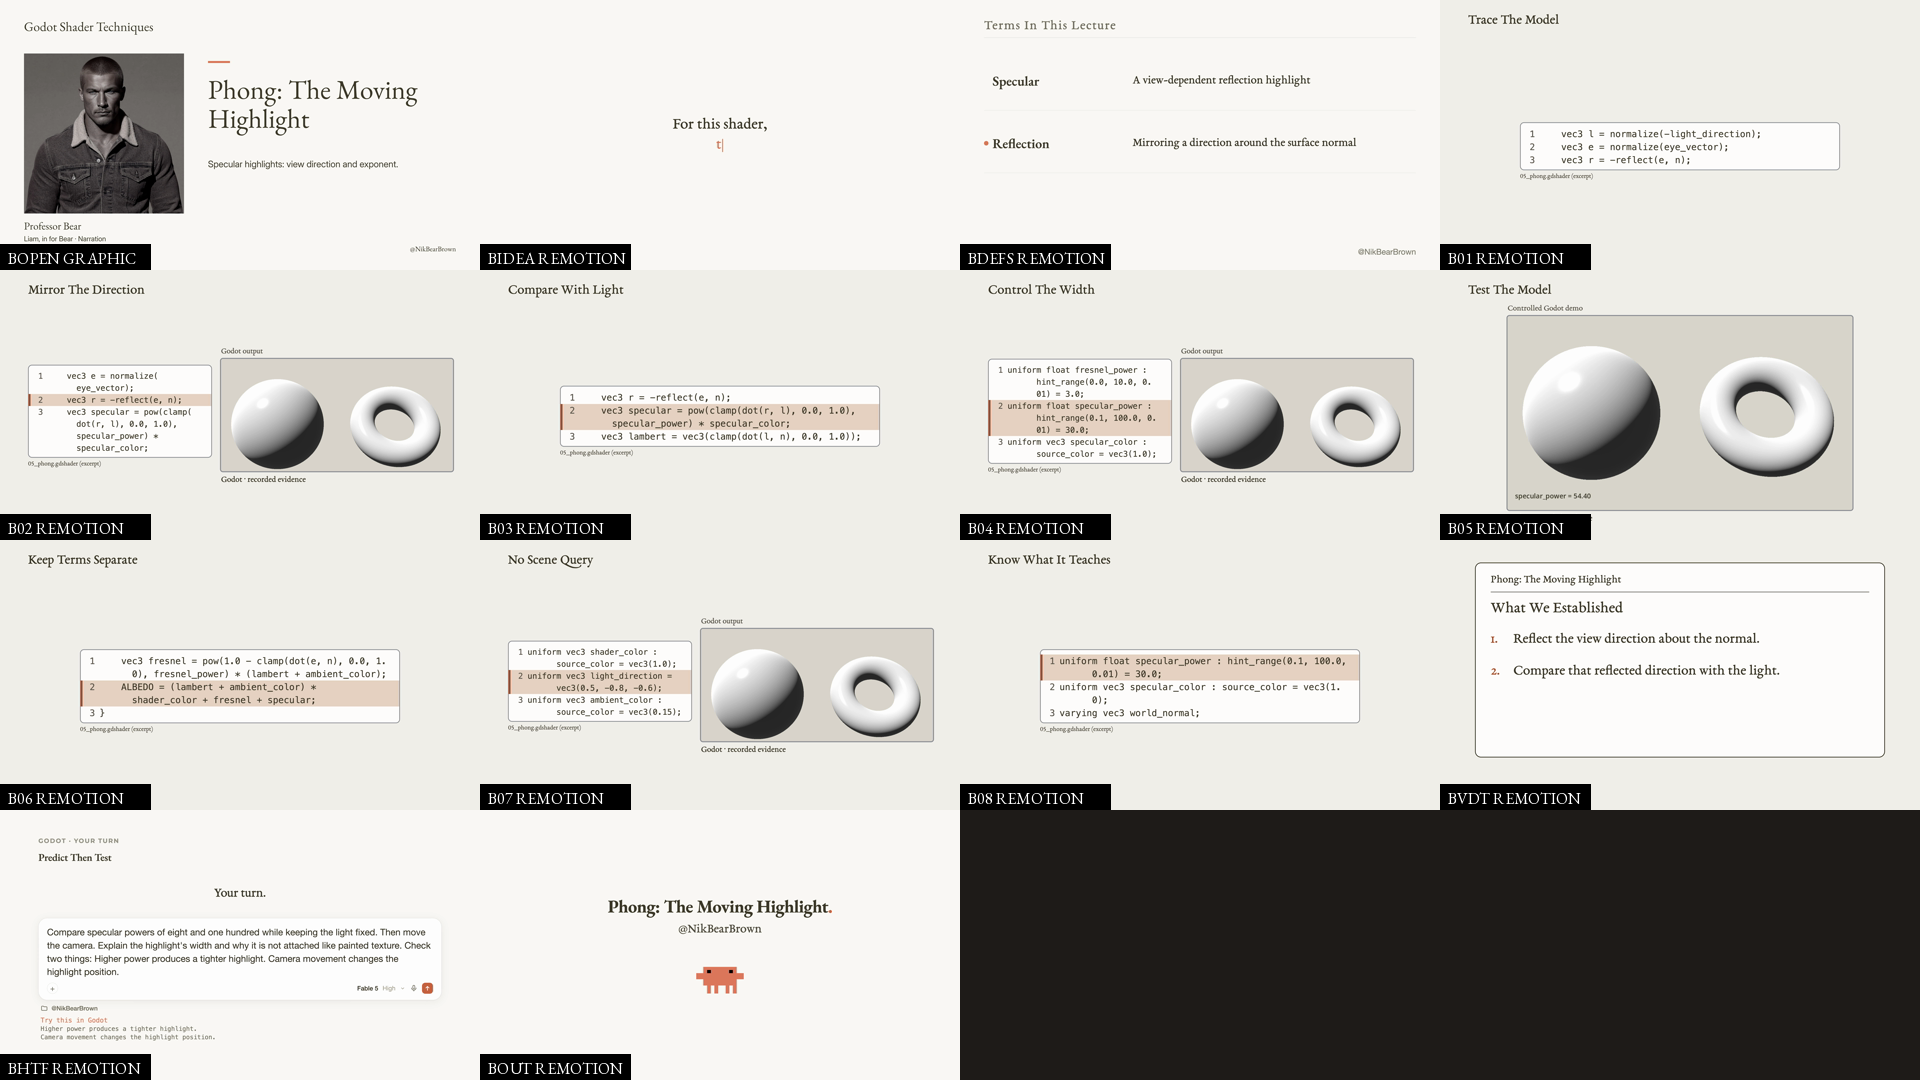 Godot Shader Techniques
Phong: The Moving
Highlight
Specular highlights: view direction and exponent.
Professor Bear
Liam, in for Bear · Narration
@NikBearBrown
BOPEN GRAPHIC
For this shader,
t|
BIDEA REMOTION
Terms In This Lecture
Specular
A view-dependent reflection highlight
Reflection
Mirroring a direction around the surface normal
@NikBearBrown
BDEFS REMOTION
Trace The Model
1 vec3 l = normalize(-light_direction);
2 vec3 e = normalize(eye_vector);
3 vec3 r = -reflect(e, n);
05_phong.gdshader (excerpt)
B01 REMOTION
Mirror The Direction
1 vec3 e = normalize(
eye_vector);
2 vec3 r = -reflect(e, n);
3 vec3 specular = pow(clamp(
dot(r, l), 0.0, 1.0),
specular_power) *
specular_color;
05_phong.gdshader (excerpt)
Godot output
Godot · recorded evidence
B02 REMOTION
Compare With Light
1 vec3 r = -reflect(e, n);
2 vec3 specular = pow(clamp(dot(r, l), 0.0, 1.0),
specular_power) * specular_color;
3 vec3 lambert = vec3(clamp(dot(l, n), 0.0, 1.0));
05_phong.gdshader (excerpt)
B03 REMOTION
Control The Width
1 uniform float fresnel_power :
hint_range(0.0, 10.0, 0.
01) = 3.0;
2 uniform float specular_power :
hint_range(0.1, 100.0, 0.
01) = 30.0;
3 uniform vec3 specular_color :
source_color = vec3(1.0);
05_phong.gdshader (excerpt)
Godot output
Godot · recorded evidence
B04 REMOTION
Test The Model
Controlled Godot demo
specular_power = 54.40
B05 REMOTION
Keep Terms Separate
1 vec3 fresnel = pow(1.0 - clamp(dot(e, n), 0.0, 1.
0), fresnel_power) * (lambert + ambient_color);
2 ALBEDO = (lambert + ambient_color) *
shader_color + fresnel + specular;
3 }
05_phong.gdshader (excerpt)
B06 REMOTION
No Scene Query
1 uniform vec3 shader_color :
source_color = vec3(1.0);
2 uniform vec3 light_direction =
vec3(0.5, -0.8, -0.6);
3 uniform vec3 ambient_color :
source_color = vec3(0.15);
05_phong.gdshader (excerpt)
Godot output
Godot · recorded evidence
B07 REMOTION
Know What It Teaches
1 uniform float specular_power : hint_range(0.1, 100.0,
0.01) = 30.0;
2 uniform vec3 specular_color : source_color = vec3(1.
0);
3 varying vec3 world_normal;
05_phong.gdshader (excerpt)
B08 REMOTION
Phong: The Moving Highlight
What We Established
1. Reflect the view direction about the normal.
2. Compare that reflected direction with the light.
BVDT REMOTION
GODOT · YOUR TURN
Predict Then Test
Your turn.
Compare specular powers of eight and one hundred while keeping the light fixed. Then move
the camera. Explain the highlight's width and why it is not attached like painted texture. Check
two things: Higher power produces a tighter highlight. Camera movement changes the
highlight position.
+
Fable 5 High
@NikBearBrown
Try this in Godot
Higher power produces a tighter highlight.
Camera movement changes the highlight position.
BHTF REMOTION
Phong: The Moving Highlight.
@NikBearBrown
BOUT REMOTION